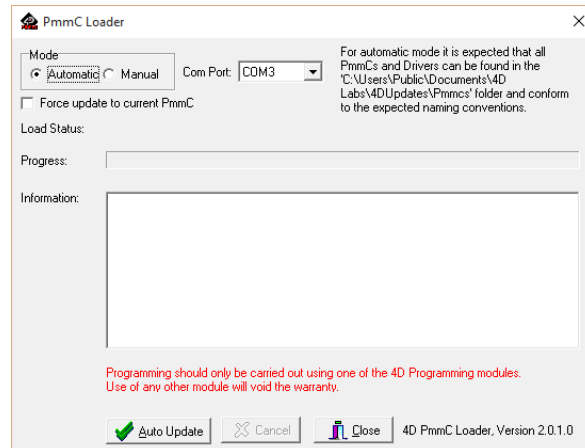 PmmC Loader
Mode
Automatic Manual
Com Port: COM3
For automatic mode it is expected that all
PmmCs and Drivers can be found in the
'C:\Users\Public\Documents\4D
Labs\4DUpdates\Pmmcs' folder and conform
to the expected naming conventions.
Force update to current PmmC
Load Status:
Progress:
Information:
Programming should only be carried out using one of the 4D Programming modules.
Use of any other module will void the warranty.
Auto Update Cancel Close 4D PmmC Loader, Version 2.0.1.0